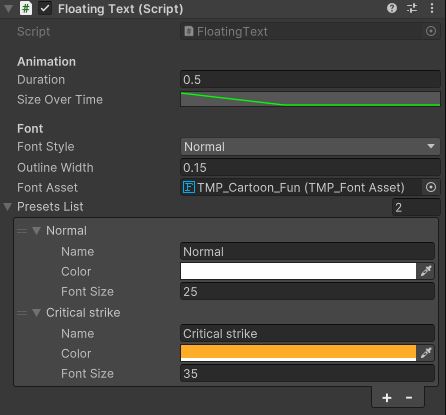 Floating Text (Script)
Script FloatingText
Animation
Duration 0.5
Size Over Time
Font
Font Style Normal
Outline Width 0.15
Font Asset TMP_Cartoon_Fun (TMP_Font Asset)
Presets List 2
Normal
Name Normal
Color
Font Size 25
Critical strike
Name Critical strike
Color
Font Size 35